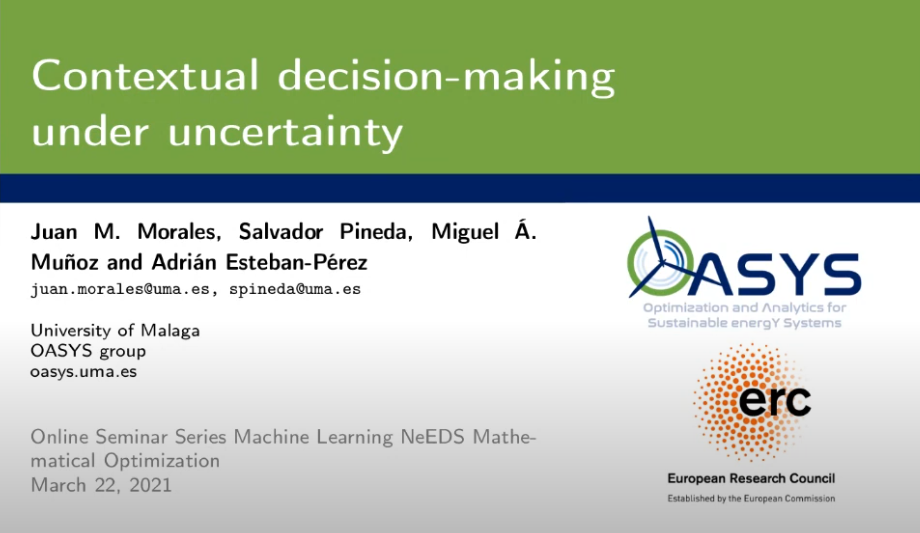 Contextual decision-making
under uncertainty
Juan M. Morales, Salvador Pineda, Miguel Á.
Muñoz and Adrián Esteban-Pérez
juan.morales@uma.es, spineda@uma.es
University of Malaga
OASYS group
oasys.uma.es
Online Seminar Series Machine Learning NeEDS Mathe-
matical Optimization
March 22, 2021
OASYS
Optimization and Analytics for
Sustainable energY Systems
erc
European Research Council
Established by the European Commission